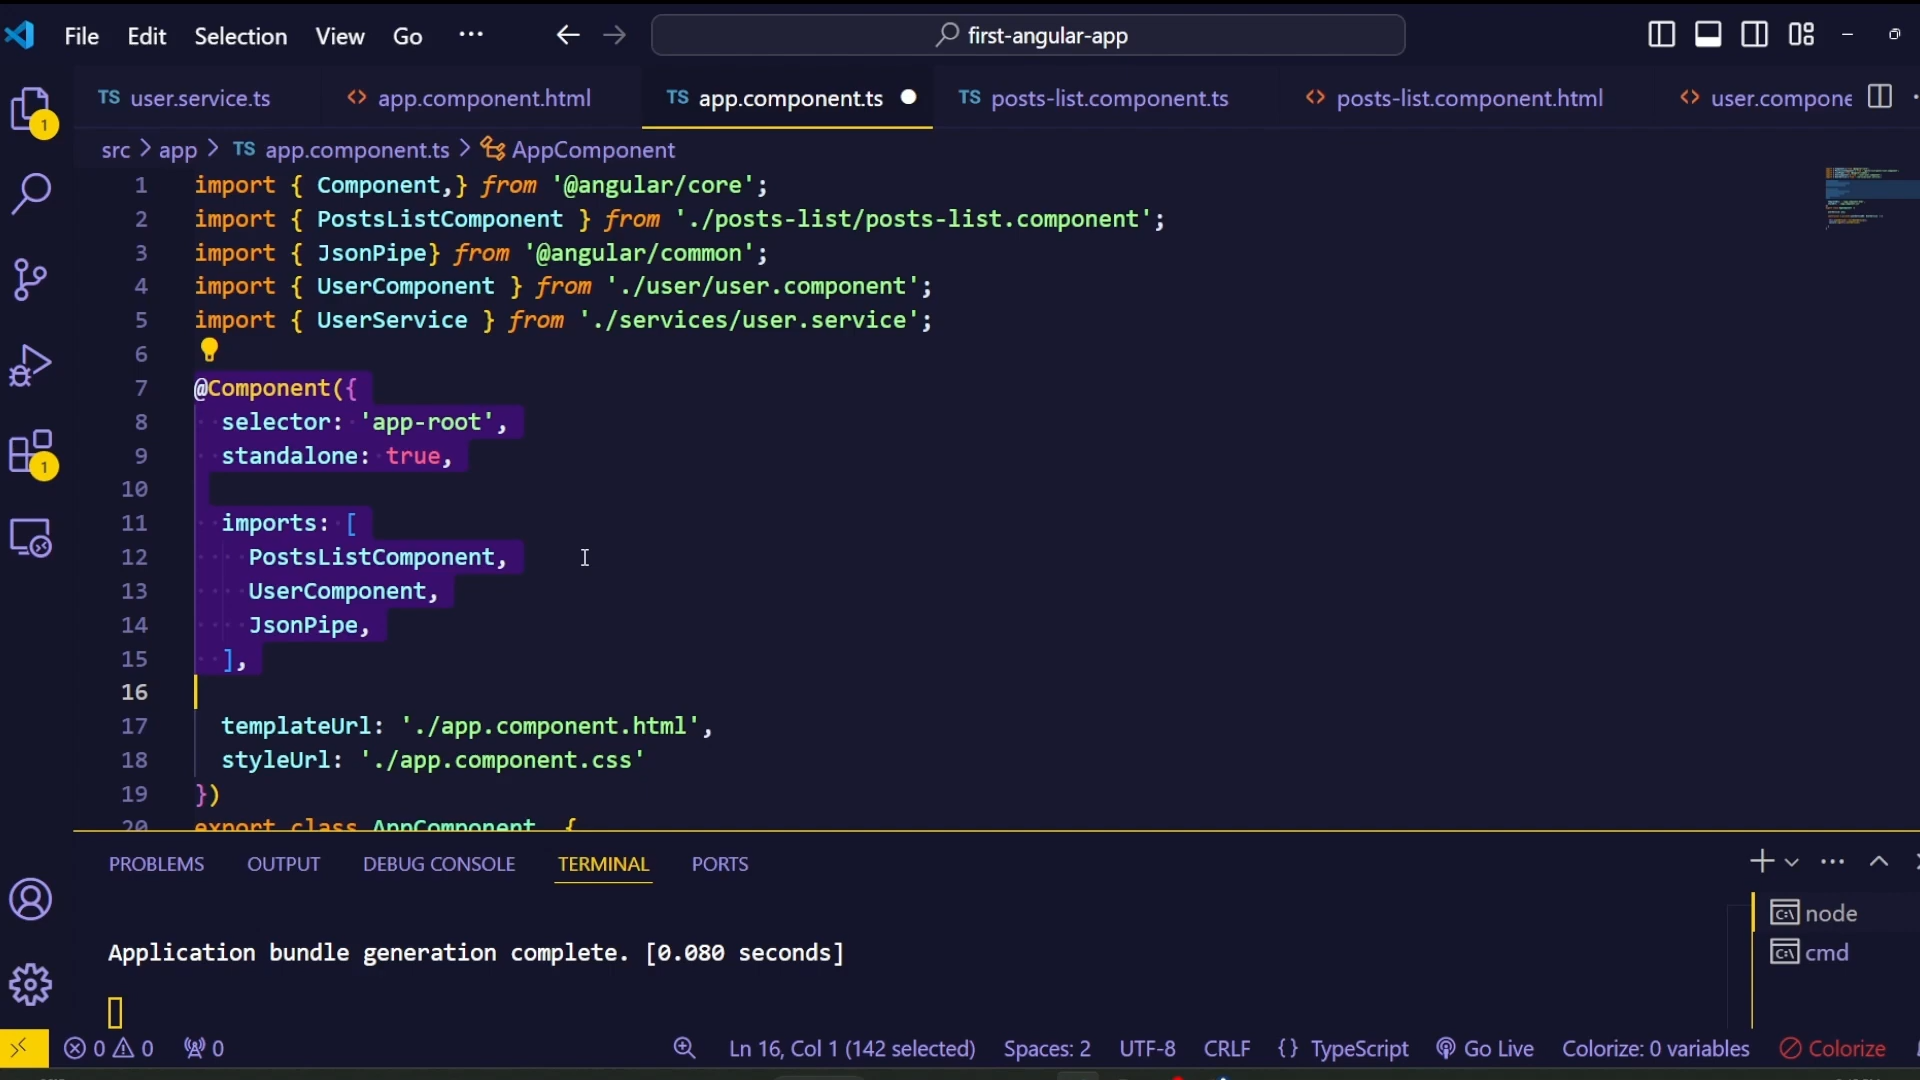 File Edit Selection View Go ··· first-angular-app
TS user.service.ts <> app.component.html TS app.component.ts TS posts-list.component.ts <> posts-list.component.html <> user.compone
1
src > app > TS app.component.ts > AppComponent
1 import { Component,} from '@angular/core';
2 import { PostsListComponent } from './posts-list/posts-list.component';
3 import { JsonPipe} from '@angular/common';
4 import { UserComponent } from './user/user.component';
5 import { UserService } from './services/user.service';
6
7 @Component({
8 selector: 'app-root',
9 standalone: true,
10
11 imports: [
1
12 PostsListComponent,
13 UserComponent,
14 JsonPipe,
15 ],
16
17 templateUrl: './app.component.html',
18 styleUrl: './app.component.css'
19 })
20 export class AppComponent {
PROBLEMS OUTPUT DEBUG CONSOLE TERMINAL PORTS
node
Application bundle generation complete. [0.080 seconds]
cmd
0 0 0 Ln 16, Col 1 (142 selected) Spaces: 2 UTF-8 CRLF {} TypeScript Go Live Colorize: 0 variables Colorize